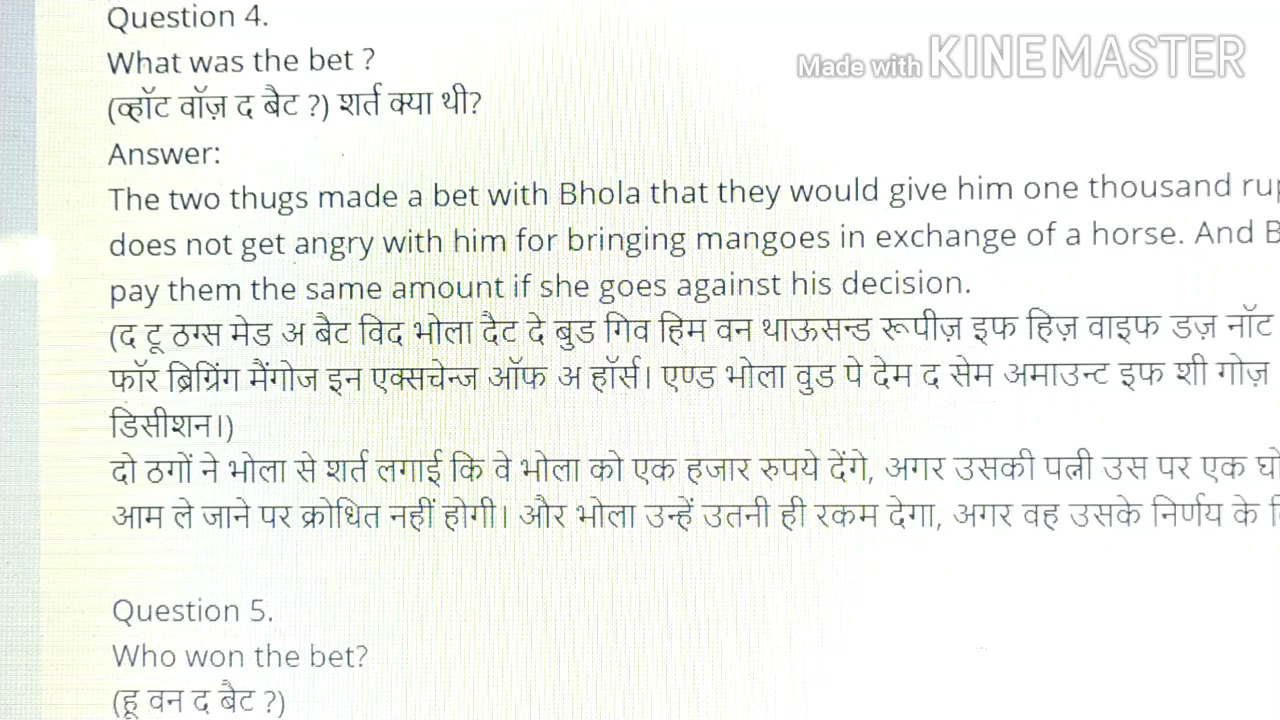 Question 4.
Made with KINEMASTER
What was the bet ?
(व्हॉट वॉज़ द बैट ?) शर्त क्या थी?
Answer:
The two thugs made a bet with Bhola that they would give him one thousand
does not get angry with him for bringing mangoes in exchange of a horse. And
pay them the same amount if she goes against his decision.
(द टू ठग्स मेड अ बैट विद भोला दैट दे बुड गिव हिम वन थाऊसन्ड रूपीज़ इफ हिज़ वाइफ डज़ नॉट
फॉर ब्रिग्रिंग मैंगोज इन एक्सचेन्ज ऑफ अ हॉर्स। एण्ड भोला वुड पे देम द सेम अमाउन्ट इफ शी गोज़
डिसीशन।)
दो ठगों ने भोला से शर्त लगाई कि वे भोला को एक हजार रुपये देंगे, अगर उसकी पत्नी उस पर एक
आम ले जाने पर क्रोधित नहीं होगी। और भोला उन्हें उतनी ही रकम देगा, अगर वह उसके निर्णय के
Question 5.
Who won the bet?
(हू वन द बैट ?)